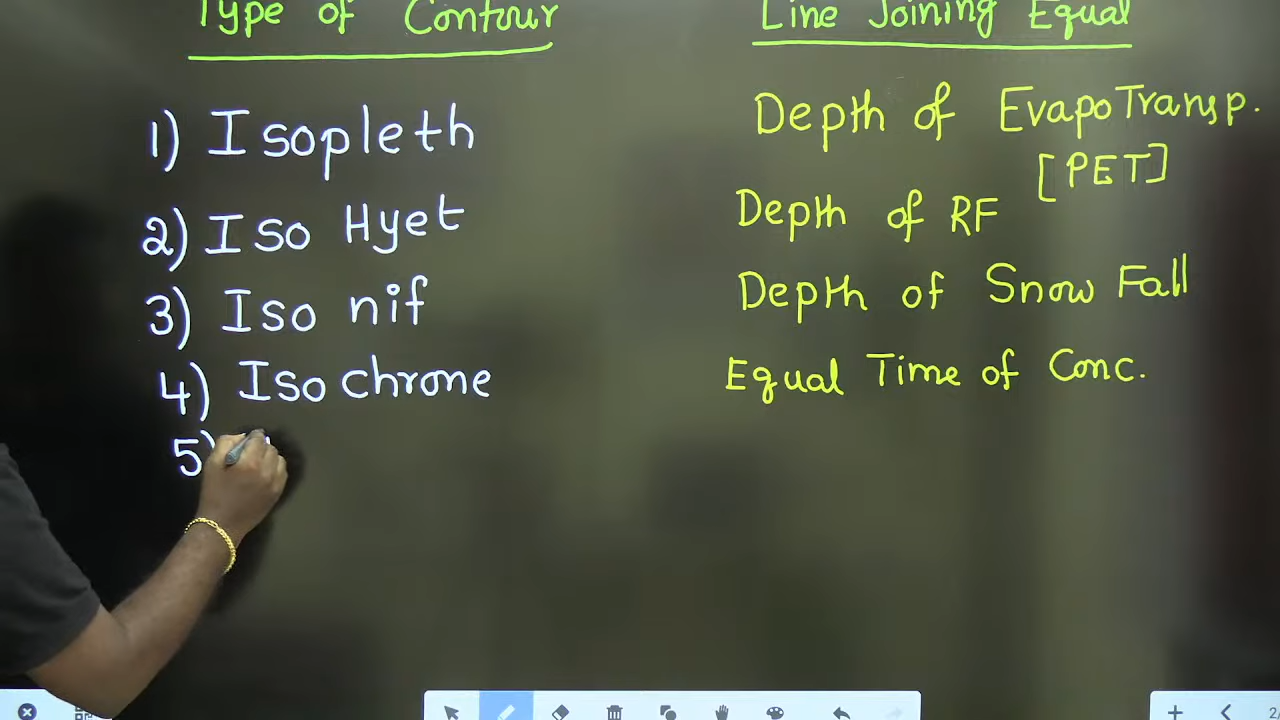 Type of Contour Line Joining Equal
1) Isopleth Depth of EvapoTransp.
[PET]
2) Iso Hyet Depth of RF
3) Iso nif Depth of Snow Fall
4) Iso chrone Equal Time of Conc.
5)
2/